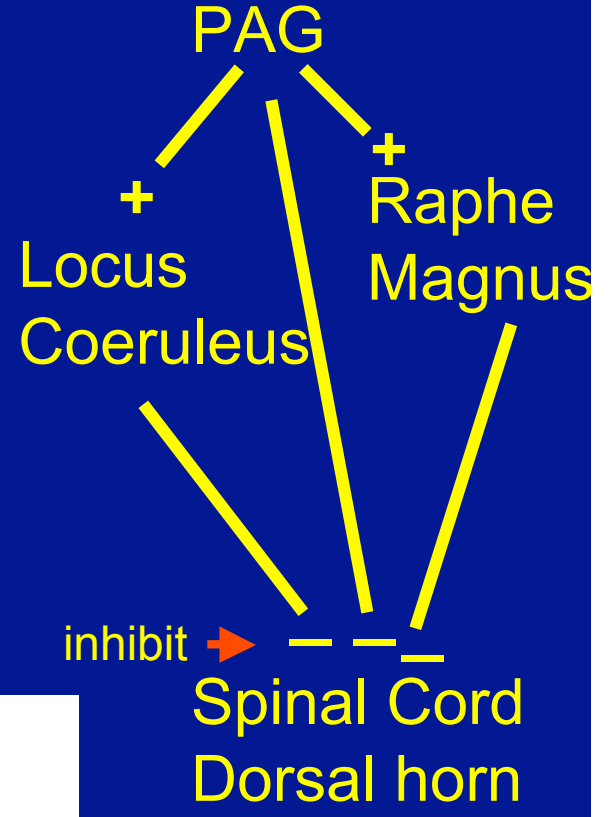 PAG
+
+
Raphe
Magnus
Locus
Coeruleus
inhibit
– – –
Spinal Cord
Dorsal horn